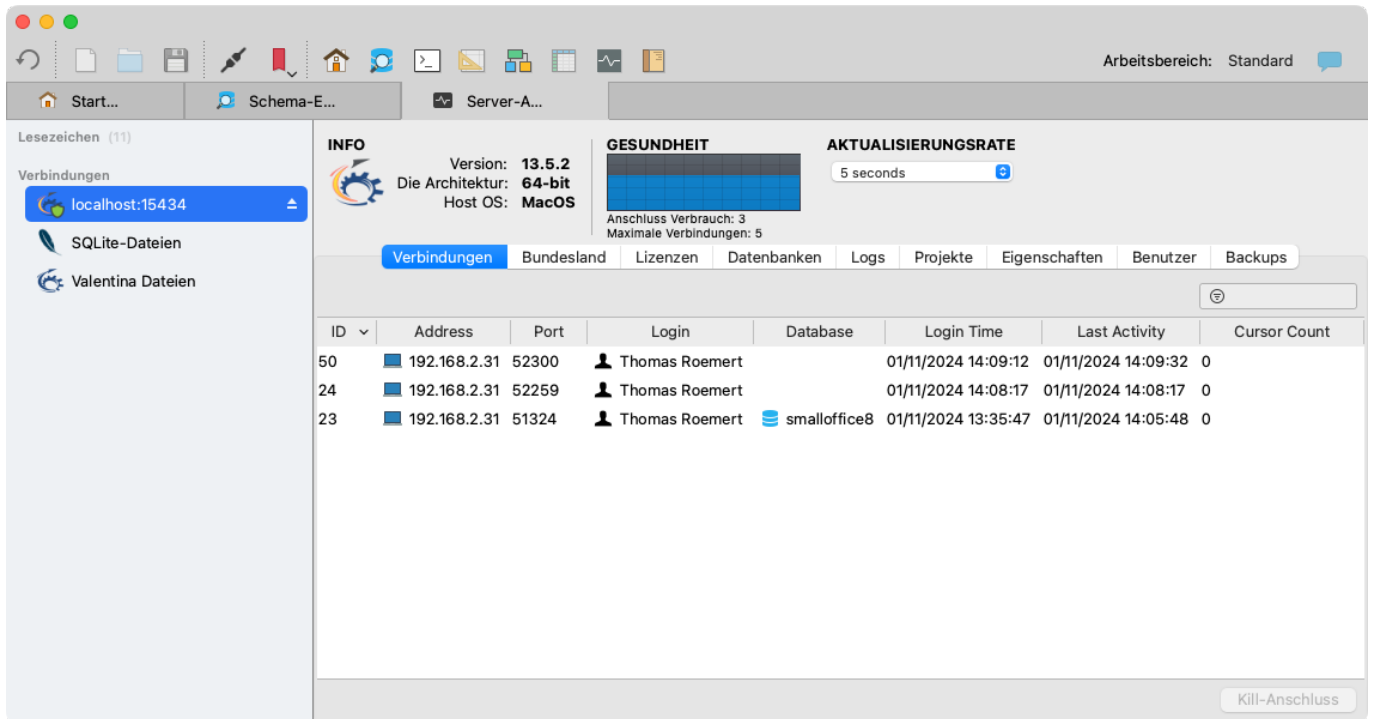 Arbeitsbereich: Standard
Start... Schema-E... Server-A...
Lesezeichen (11)
Verbindungen
localhost:15434
SQLite-Dateien
Valentina Dateien
INFO
Version: 13.5.2
Die Architektur: 64-bit
Host OS: MacOS
GESUNDHEIT
Anschluss Verbrauch: 3
Maximale Verbindungen: 5
AKTUALISIERUNGSRATE
5 seconds
Verbindungen Bundesland Lizenzen Datenbanken Logs Projekte Eigenschaften Benutzer Backups
ID Address Port Login Database Login Time Last Activity Cursor Count
50 192.168.2.31 52300 Thomas Roemert 01/11/2024 14:09:12 01/11/2024 14:09:32 0
24 192.168.2.31 52259 Thomas Roemert 01/11/2024 14:08:17 01/11/2024 14:08:17 0
23 192.168.2.31 51324 Thomas Roemert smalloffice8 01/11/2024 13:35:47 01/11/2024 14:05:48 0
Kill-Anschluss